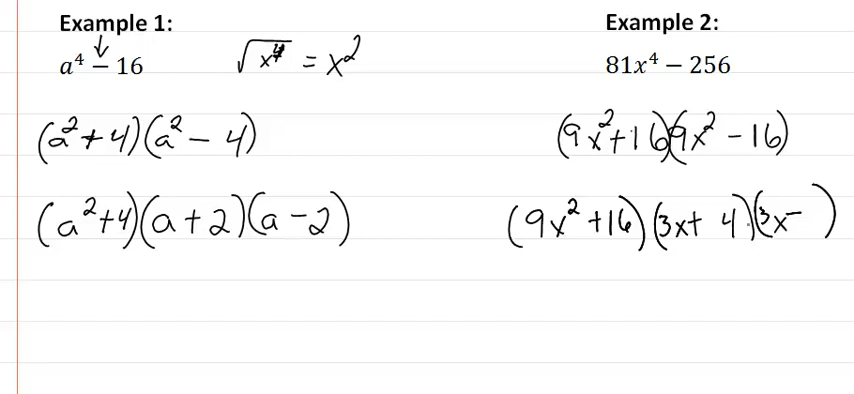 Example 1:
a⁴ − 16
√x⁴ = x²
(a²+4)(a²−4)
(a²+4)(a+2)(a−2)
Example 2:
81x⁴ − 256
(9x²+16)(9x²−16)
(9x²+16)(3x+4)(3x− )